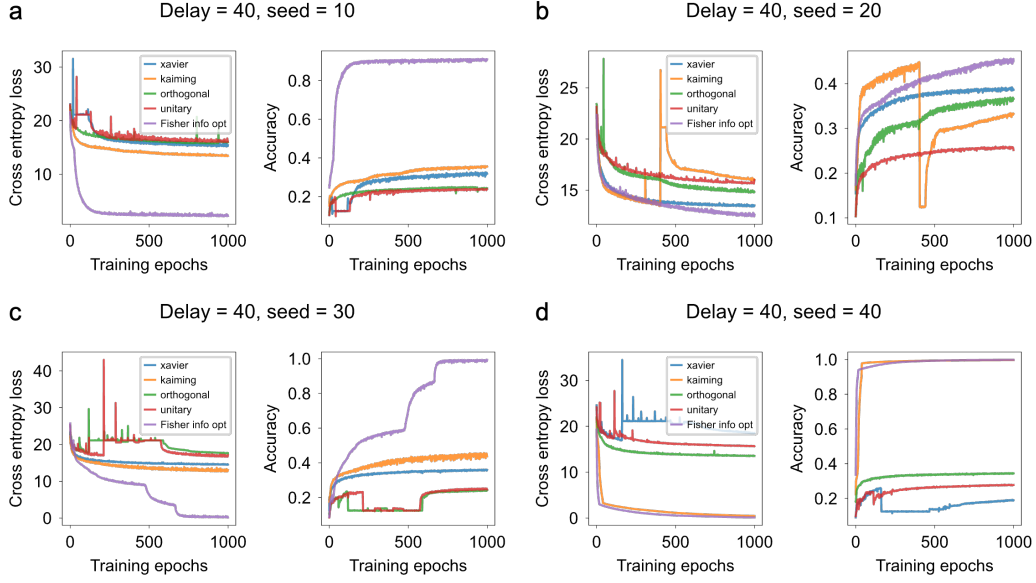 a
Delay = 40, seed = 10
Cross entropy loss
30
20
10
xavier
kaiming
orthogonal
unitary
Fisher info opt
0
500
1000
Training epochs
Accuracy
0.8
0.6
0.4
0.2
0
500
1000
Training epochs
b
Delay = 40, seed = 20
Cross entropy loss
25
20
15
xavier
kaiming
orthogonal
unitary
Fisher info opt
0
500
1000
Training epochs
Accuracy
0.4
0.3
0.2
0.1
0
500
1000
Training epochs
c
Delay = 40, seed = 30
Cross entropy loss
40
30
20
10
0
xavier
kaiming
orthogonal
unitary
Fisher info opt
0
500
1000
Training epochs
Accuracy
1.0
0.8
0.6
0.4
0.2
0
500
1000
Training epochs
d
Delay = 40, seed = 40
Cross entropy loss
30
20
10
0
xavier
kaiming
orthogonal
unitary
Fisher info opt
0
500
1000
Training epochs
Accuracy
1.0
0.8
0.6
0.4
0.2
0
500
1000
Training epochs